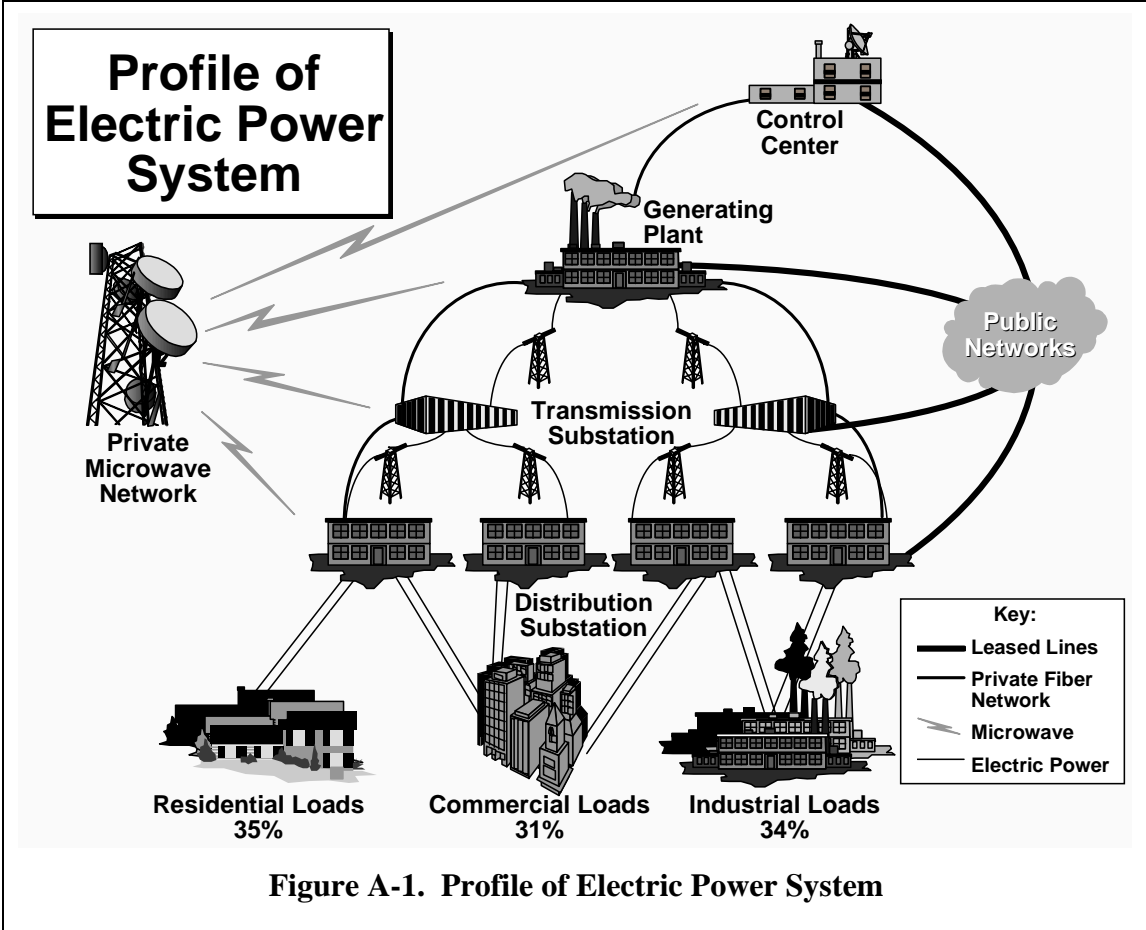 Profile of
Electric Power
System
Control
Center
Generating
Plant
Public
Networks
Private
Microwave
Network
Transmission
Substation
Distribution
Substation
Key:
Leased Lines
Private Fiber
Network
Microwave
Electric Power
Residential Loads
35%
Commercial Loads
31%
Industrial Loads
34%
Figure A-1. Profile of Electric Power System